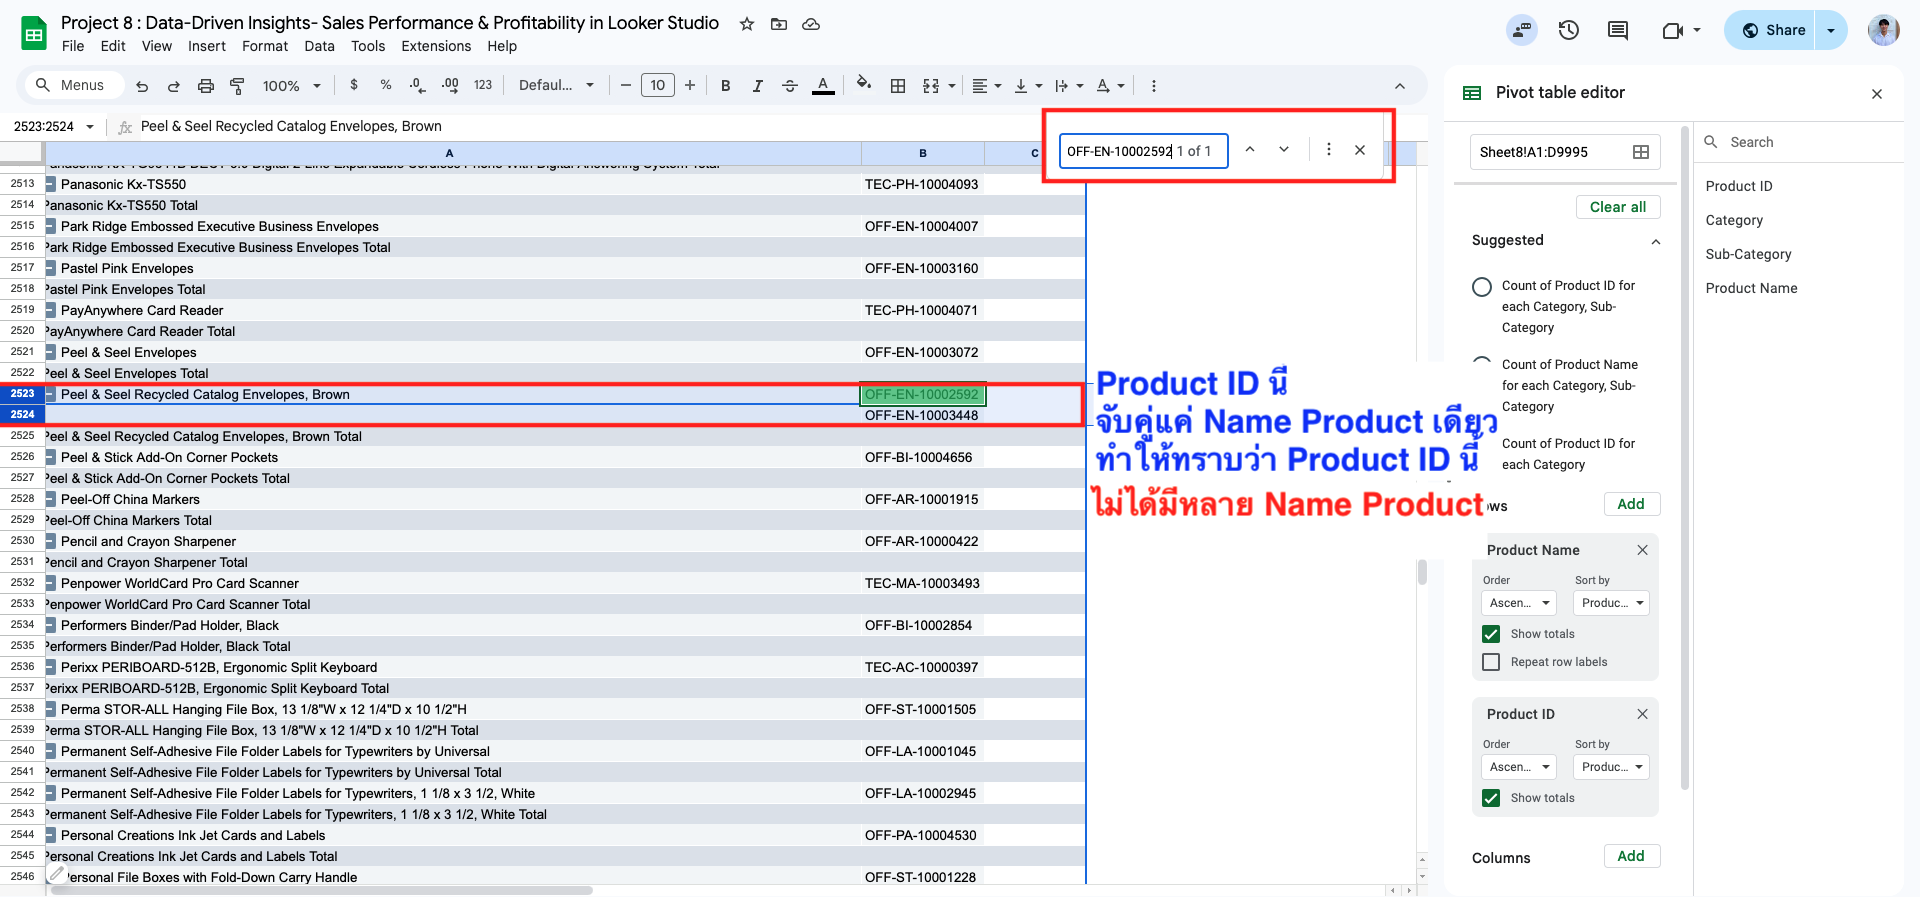 Project 8 : Data-Driven Insights- Sales Performance & Profitability in Looker Studio
File Edit View Insert Format Data Tools Extensions Help
Share
Menus 100% $ % .0 .00 123 Defaul... 10 B I A
2523:2524 Peel & Seel Recycled Catalog Envelopes, Brown
OFF-EN-10002592 1 of 1
A B C
2513 Panasonic Kx-TS550 TEC-PH-10004093
2514 Panasonic Kx-TS550 Total
2515 Park Ridge Embossed Executive Business Envelopes OFF-EN-10004007
2516 Park Ridge Embossed Executive Business Envelopes Total
2517 Pastel Pink Envelopes OFF-EN-10003160
2518 Pastel Pink Envelopes Total
2519 PayAnywhere Card Reader TEC-PH-10004071
2520 PayAnywhere Card Reader Total
2521 Peel & Seel Envelopes OFF-EN-10003072
2522 Peel & Seel Envelopes Total
2523 Peel & Seel Recycled Catalog Envelopes, Brown OFF-EN-10002592
2524 OFF-EN-10003448
2525 Peel & Seel Recycled Catalog Envelopes, Brown Total
2526 Peel & Stick Add-On Corner Pockets OFF-BI-10004656
2527 Peel & Stick Add-On Corner Pockets Total
2528 Peel-Off China Markers OFF-AR-10001915
2529 Peel-Off China Markers Total
2530 Pencil and Crayon Sharpener OFF-AR-10000422
2531 Pencil and Crayon Sharpener Total
2532 Penpower WorldCard Pro Card Scanner TEC-MA-10003493
2533 Penpower WorldCard Pro Card Scanner Total
2534 Performers Binder/Pad Holder, Black OFF-BI-10002854
2535 Performers Binder/Pad Holder, Black Total
2536 Perixx PERIBOARD-512B, Ergonomic Split Keyboard TEC-AC-10000397
2537 Perixx PERIBOARD-512B, Ergonomic Split Keyboard Total
2538 Perma STOR-ALL Hanging File Box, 13 1/8"W x 12 1/4"D x 10 1/2"H OFF-ST-10001505
2539 Perma STOR-ALL Hanging File Box, 13 1/8"W x 12 1/4"D x 10 1/2"H Total
2540 Permanent Self-Adhesive File Folder Labels for Typewriters by Universal OFF-LA-10001045
2541 Permanent Self-Adhesive File Folder Labels for Typewriters by Universal Total
2542 Permanent Self-Adhesive File Folder Labels for Typewriters, 1 1/8 x 3 1/2, White OFF-LA-10002945
2543 Permanent Self-Adhesive File Folder Labels for Typewriters, 1 1/8 x 3 1/2, White Total
2544 Personal Creations Ink Jet Cards and Labels OFF-PA-10004530
2545 Personal Creations Ink Jet Cards and Labels Total
2546 Personal File Boxes with Fold-Down Carry Handle OFF-ST-10001228
Product ID นี้
จับคู่แค่ Name Product เดียว
ทำให้ทราบว่า Product ID นี้
ไม่ได้มีหลาย Name Product
Pivot table editor
Sheet8!A1:D9995
Clear all
Suggested
Count of Product ID for
each Category, Sub-
Category
Count of Product Name
for each Category, Sub-
Category
Count of Product ID for
each Category
Add
Product Name
Order Sort by
Ascen... Produc...
Show totals
Repeat row labels
Product ID
Order Sort by
Ascen... Produc...
Show totals
Columns Add
Search
Product ID
Category
Sub-Category
Product Name